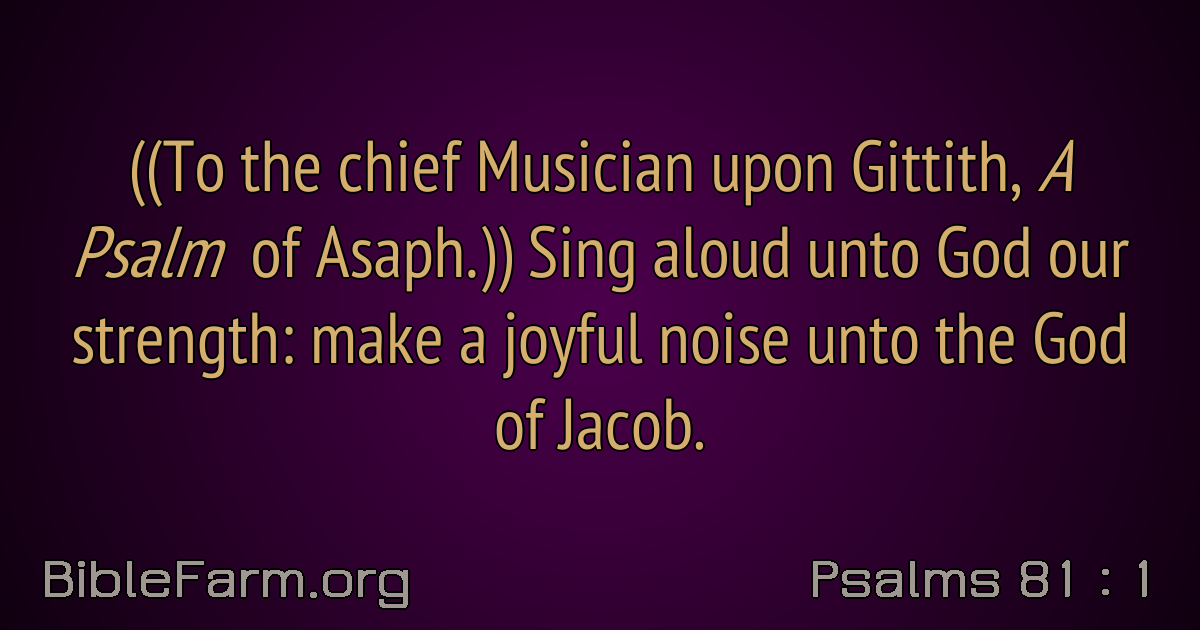 ((To the chief Musician upon Gittith, A
Psalm of Asaph.)) Sing aloud unto God our
strength: make a joyful noise unto the God
of Jacob.
BibleFarm.org
Psalms 81 : 1